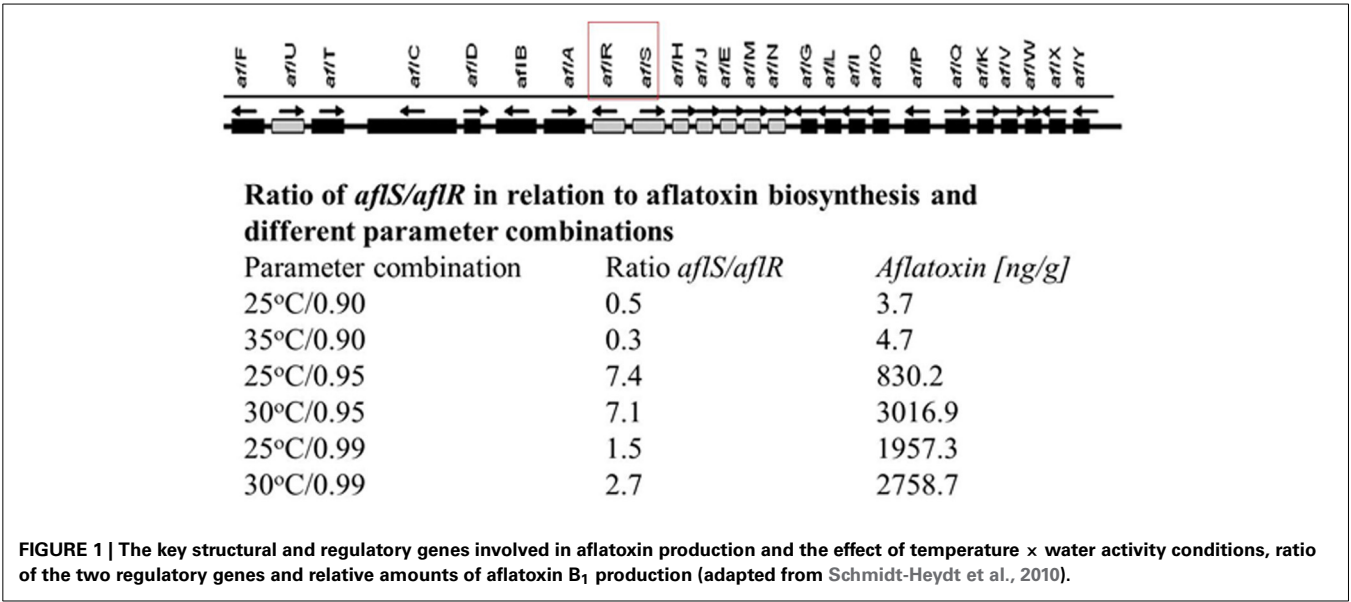 aflF aflU aflT aflC aflD aflB aflA aflR aflS aflH aflJ aflE aflM aflN aflG aflL aflI aflO aflP aflQ aflK aflV aflW aflX aflY
Ratio of aflS/aflR in relation to aflatoxin biosynthesis and
different parameter combinations
Parameter combination Ratio aflS/aflR Aflatoxin [ng/g]
25°C/0.90 0.5 3.7
35°C/0.90 0.3 4.7
25°C/0.95 7.4 830.2
30°C/0.95 7.1 3016.9
25°C/0.99 1.5 1957.3
30°C/0.99 2.7 2758.7
FIGURE 1 | The key structural and regulatory genes involved in aflatoxin production and the effect of temperature × water activity conditions, ratio
of the two regulatory genes and relative amounts of aflatoxin B₁ production (adapted from Schmidt-Heydt et al., 2010).